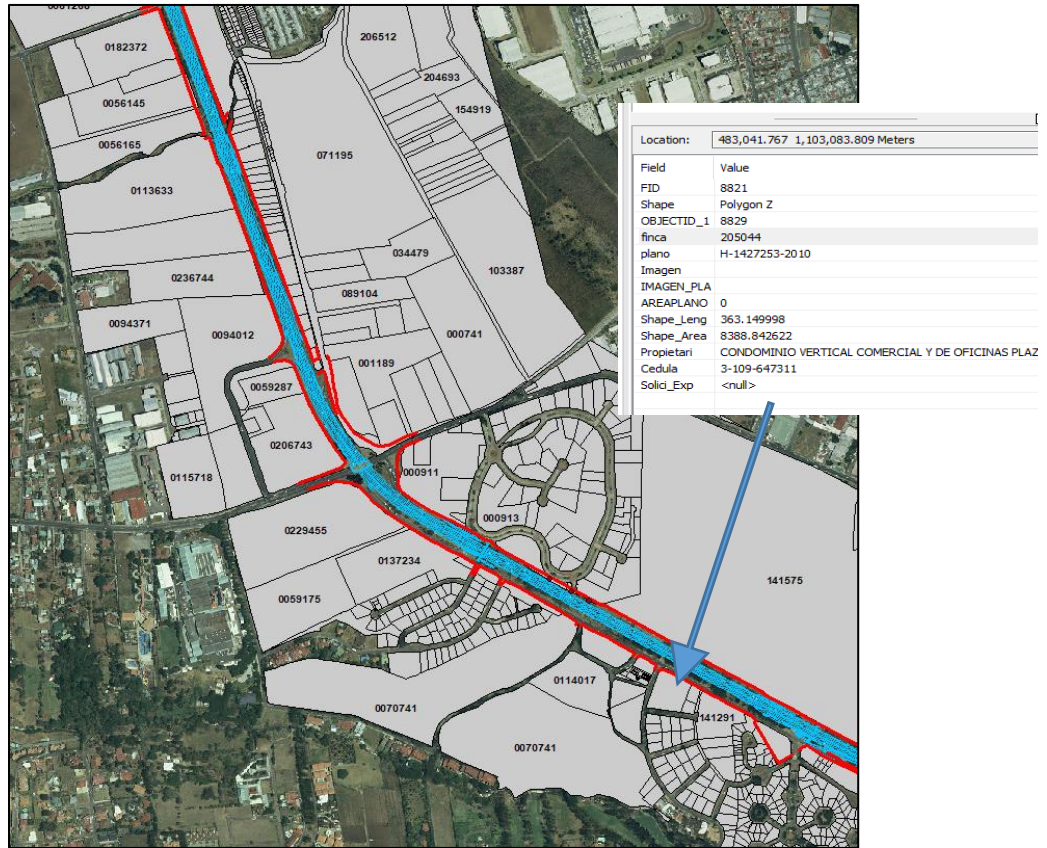 206512
0182372
204693
154919
0056145
0056165
071195
0113633
034479
103387
0236744
089104
0094371
0094012
000741
001189
0059287
0206743
000911
0115718
000913
0229455
0137234
141575
0059175
0114017
0070741
141291
0070741
Location: 483,041.767 1,103,083.809 Meters
Field Value
FID 8821
Shape Polygon Z
OBJECTID_1 8829
finca 205044
plano H-1427253-2010
Imagen
IMAGEN_PLA
AREAPLANO 0
Shape_Leng 363.149998
Shape_Area 8388.842622
Propietari CONDOMINIO VERTICAL COMERCIAL Y DE OFICINAS PLAZ
Cedula 3-109-647311
Solici_Exp <null>